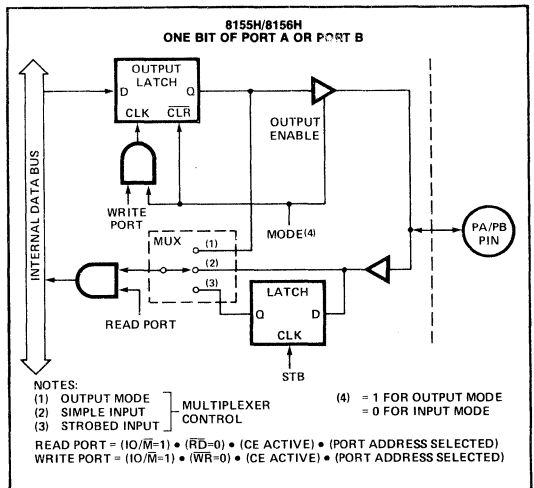 8155H/8156H
ONE BIT OF PORT A OR PORT B
OUTPUT
LATCH
D
Q
CLK
CLR
OUTPUT
ENABLE
INTERNAL DATA BUS
WRITE
PORT
MODE(4)
PA/PB
PIN
MUX
(1)
(2)
(3)
READ PORT
LATCH
Q
D
CLK
STB
NOTES:
(1) OUTPUT MODE
(2) SIMPLE INPUT
(3) STROBED INPUT
MULTIPLEXER
CONTROL
(4) = 1 FOR OUTPUT MODE
= 0 FOR INPUT MODE
READ PORT = (IO/M̅=1) • (R̅D̅=0) • (CE ACTIVE) • (PORT ADDRESS SELECTED)
WRITE PORT = (IO/M̅=1) • (W̅R̅=0) • (CE ACTIVE) • (PORT ADDRESS SELECTED)